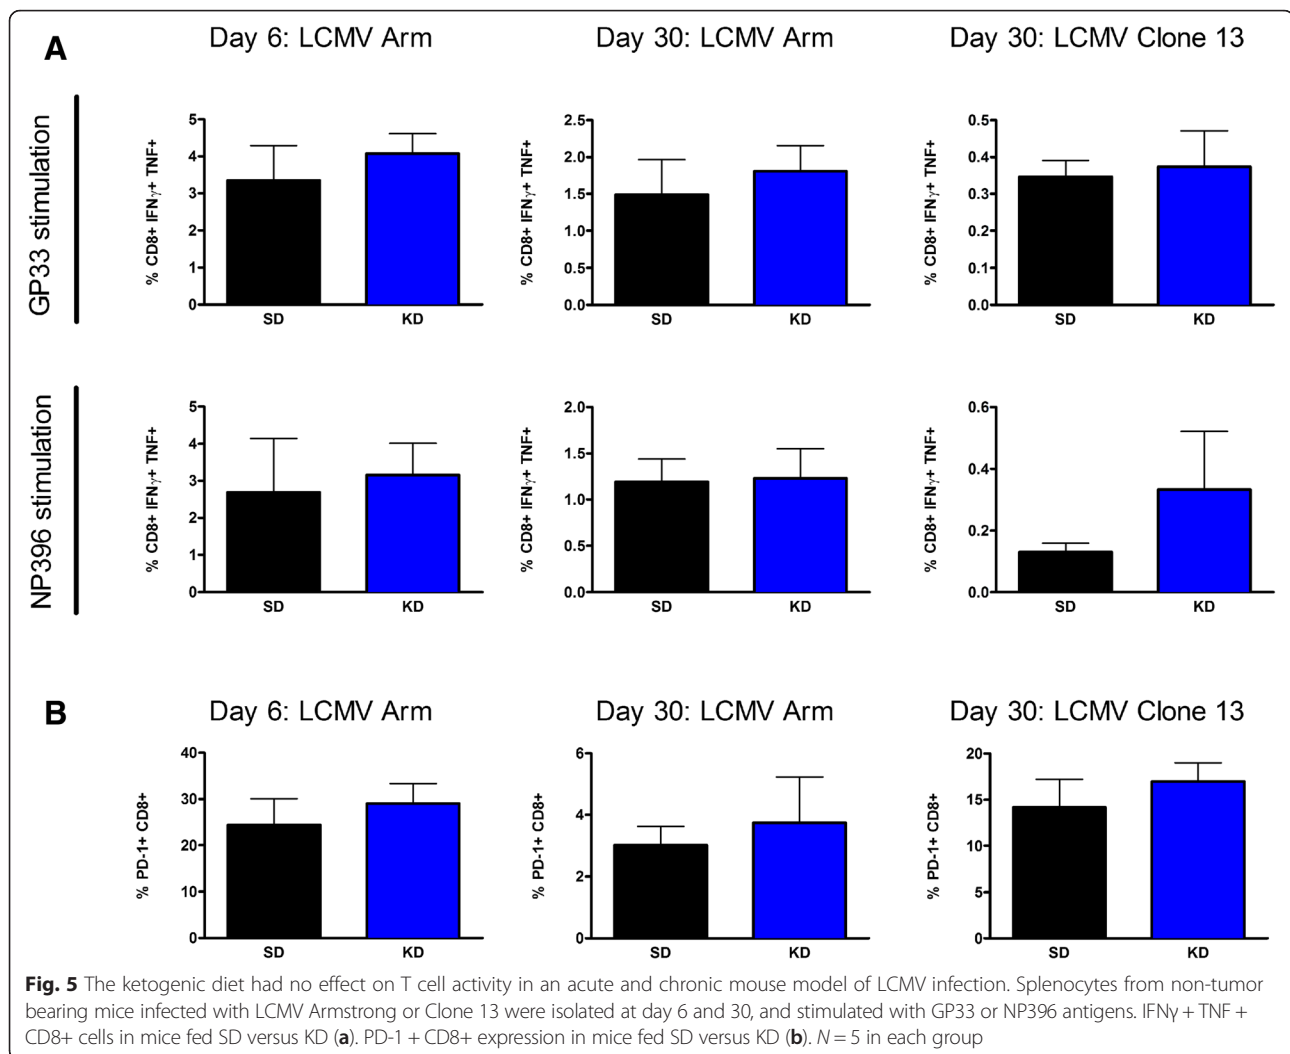 A
Day 6: LCMV Arm
Day 30: LCMV Arm
Day 30: LCMV Clone 13
GP33 stimulation
% CD8+ IFNγ+ TNF+
5
4
3
2
1
0
SD
KD
% CD8+ IFNγ+ TNF+
2.5
2.0
1.5
1.0
0.5
0.0
SD
KD
% CD8+ IFNγ+ TNF+
0.5
0.4
0.3
0.2
0.1
0.0
SD
KD
NP396 stimulation
% CD8+ IFNγ+ TNF+
5
4
3
2
1
0
SD
KD
% CD8+ IFNγ+ TNF+
2.0
1.5
1.0
0.5
0.0
SD
KD
% CD8+ IFNγ+ TNF+
0.6
0.4
0.2
0.0
SD
KD
B
Day 6: LCMV Arm
Day 30: LCMV Arm
Day 30: LCMV Clone 13
% PD-1+ CD8+
40
30
20
10
0
SD
KD
% PD-1+ CD8+
6
4
2
0
SD
KD
% PD-1+ CD8+
20
15
10
5
0
SD
KD
Fig. 5 The ketogenic diet had no effect on T cell activity in an acute and chronic mouse model of LCMV infection. Splenocytes from non-tumor
bearing mice infected with LCMV Armstrong or Clone 13 were isolated at day 6 and 30, and stimulated with GP33 or NP396 antigens. IFNγ + TNF +
CD8+ cells in mice fed SD versus KD (a). PD-1 + CD8+ expression in mice fed SD versus KD (b). N = 5 in each group